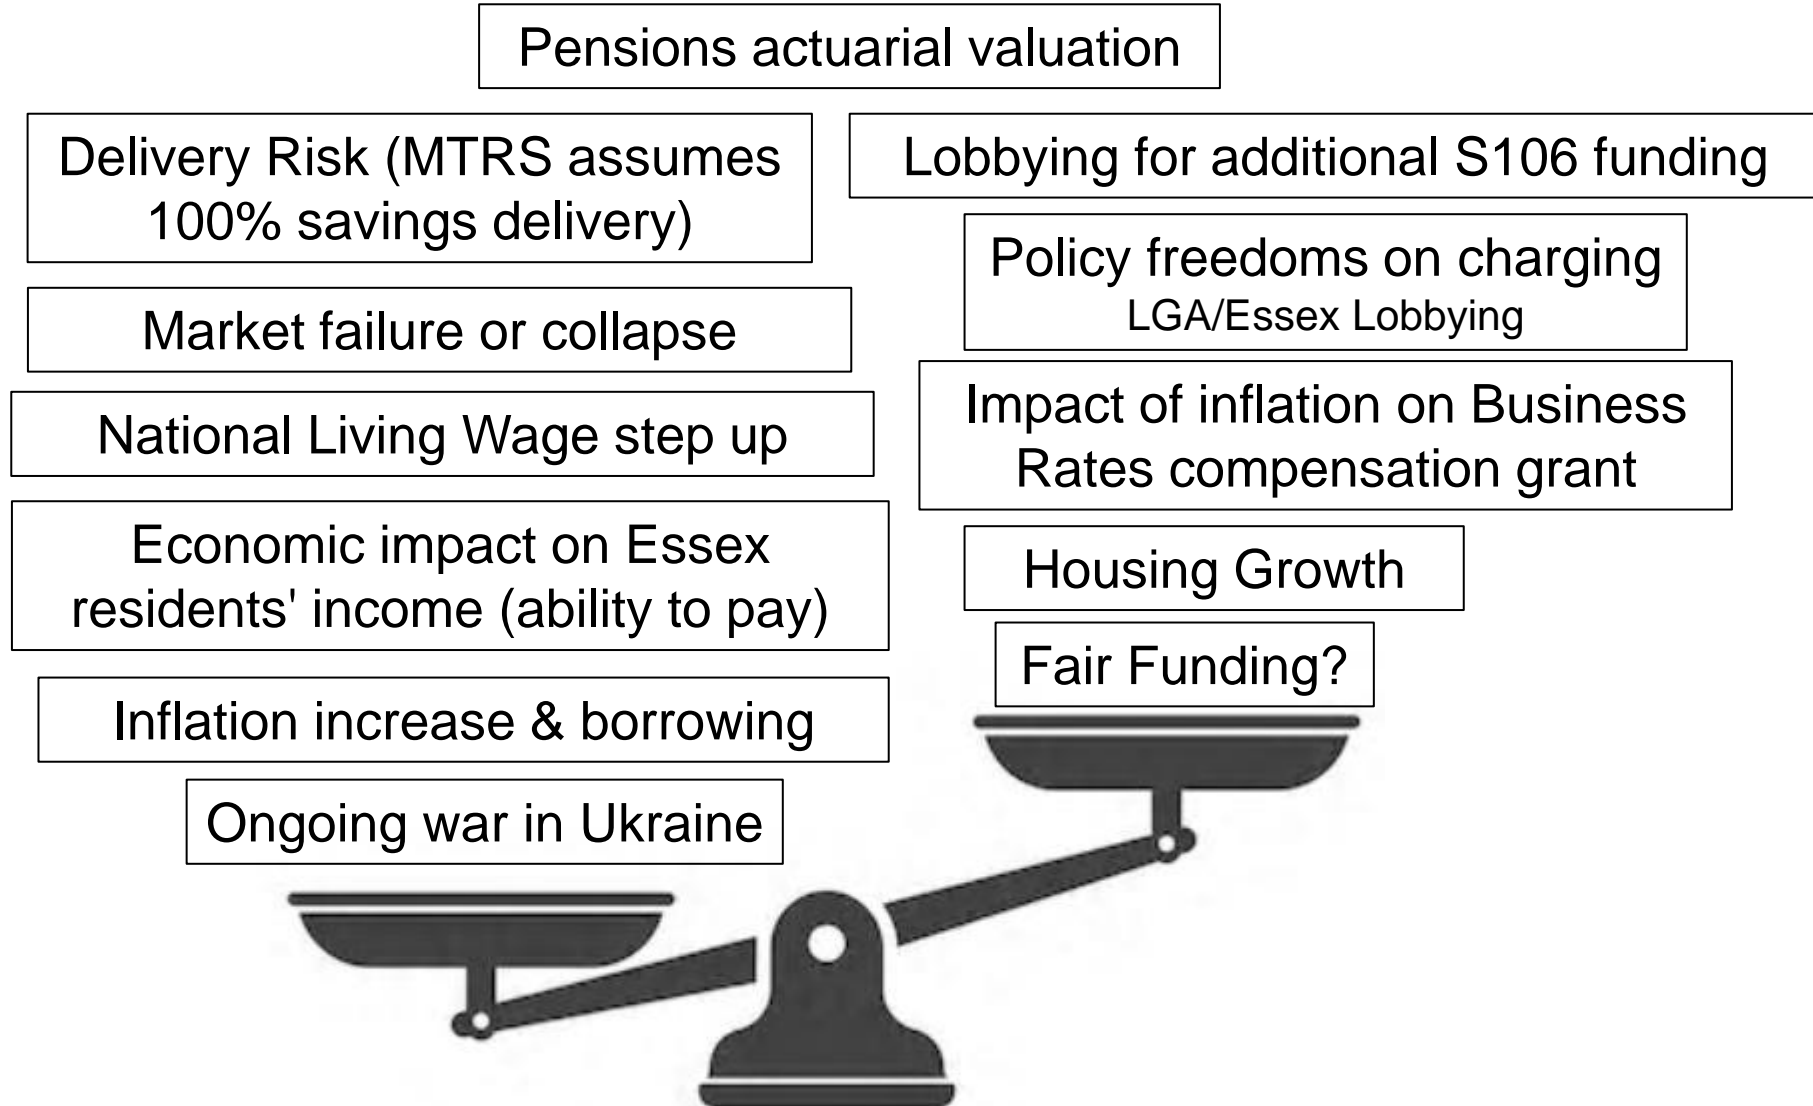 Pensions actuarial valuation
Delivery Risk (MTRS assumes
100% savings delivery)
Market failure or collapse
National Living Wage step up
Economic impact on Essex
residents' income (ability to pay)
Inflation increase & borrowing
Ongoing war in Ukraine
Lobbying for additional S106 funding
Policy freedoms on charging
LGA/Essex Lobbying
Impact of inflation on Business
Rates compensation grant
Housing Growth
Fair Funding?